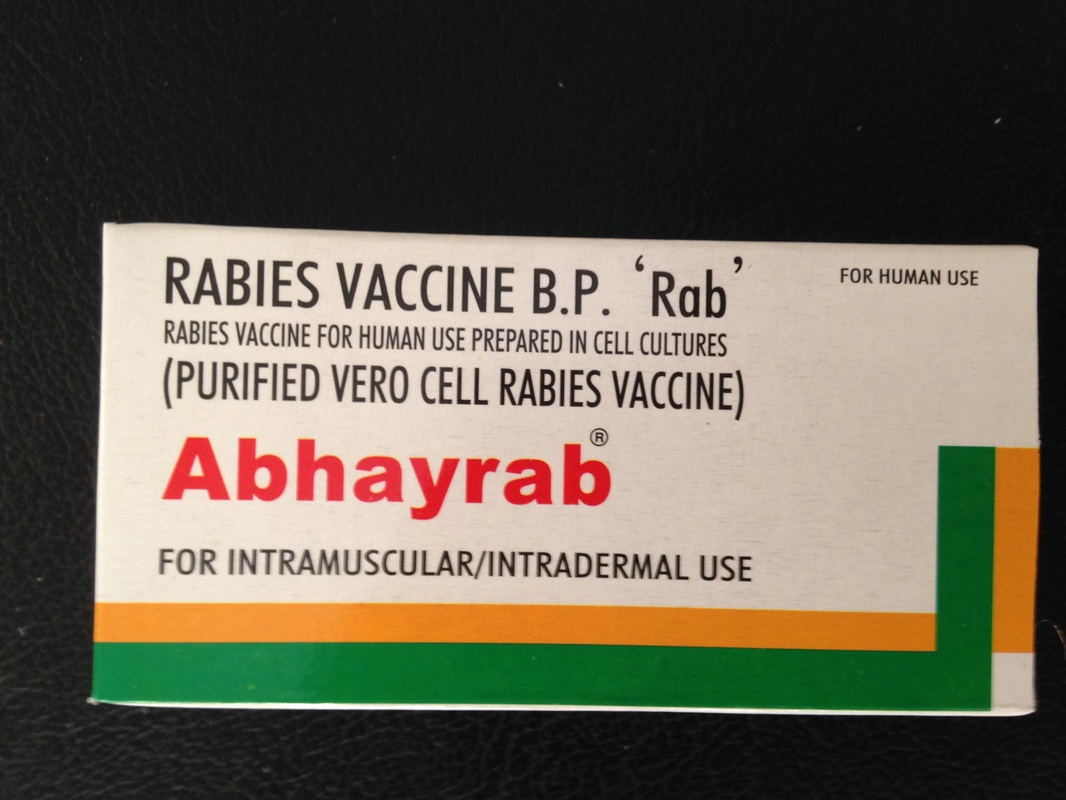 RABIES VACCINE B.P. ‘Rab’
FOR HUMAN USE
RABIES VACCINE FOR HUMAN USE PREPARED IN CELL CULTURES
(PURIFIED VERO CELL RABIES VACCINE)
Abhayrab®
FOR INTRAMUSCULAR/INTRADERMAL USE